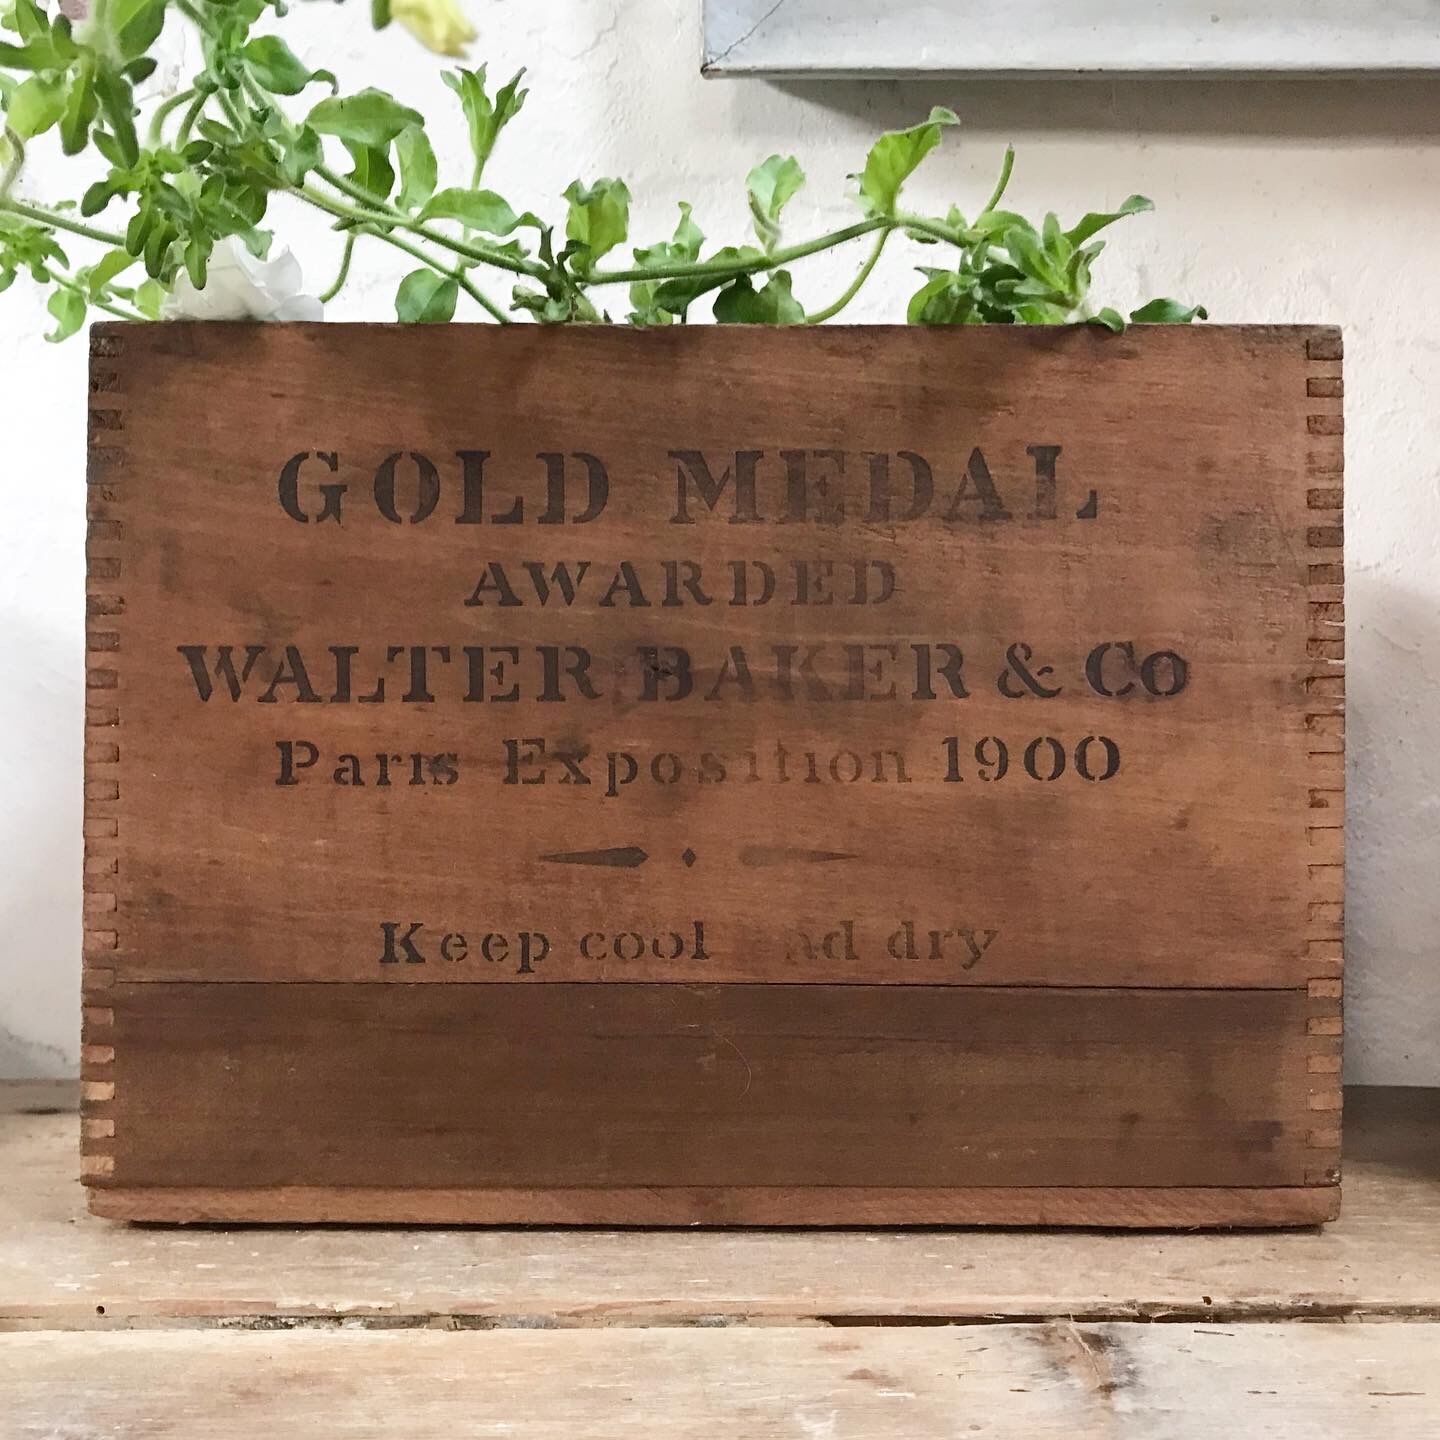 GOLD MEDAL
AWARDED
WALTER BAKER & Co
Paris Exposition 1900
Keep cool dry